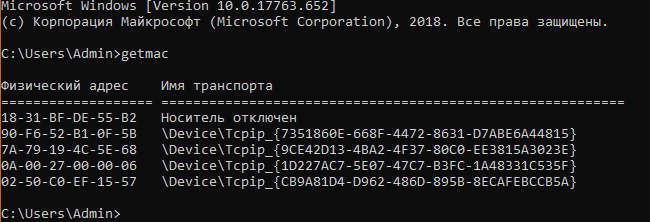 Microsoft Windows [Version 10.0.17763.652]
(c) Корпорация Майкрософт (Microsoft Corporation), 2018. Все права защищены.
C:\Users\Admin>getmac
Физический адрес    Имя транспорта
=================== ==========================================================
18-31-BF-DE-55-B2   Носитель отключен
90-F6-52-B1-0F-5B   \Device\Tcpip_{7351860E-668F-4472-8631-D7ABE6A44815}
7A-79-19-4C-5E-68   \Device\Tcpip_{9CE42D13-4BA2-4F37-80C0-EE3815A3023E}
0A-00-27-00-00-06   \Device\Tcpip_{1D227AC7-5E07-47C7-B3FC-1A48331C535F}
02-50-C0-EF-15-57   \Device\Tcpip_{CB9A81D4-D962-486D-895B-8ECAFEBCCB5A}
C:\Users\Admin>